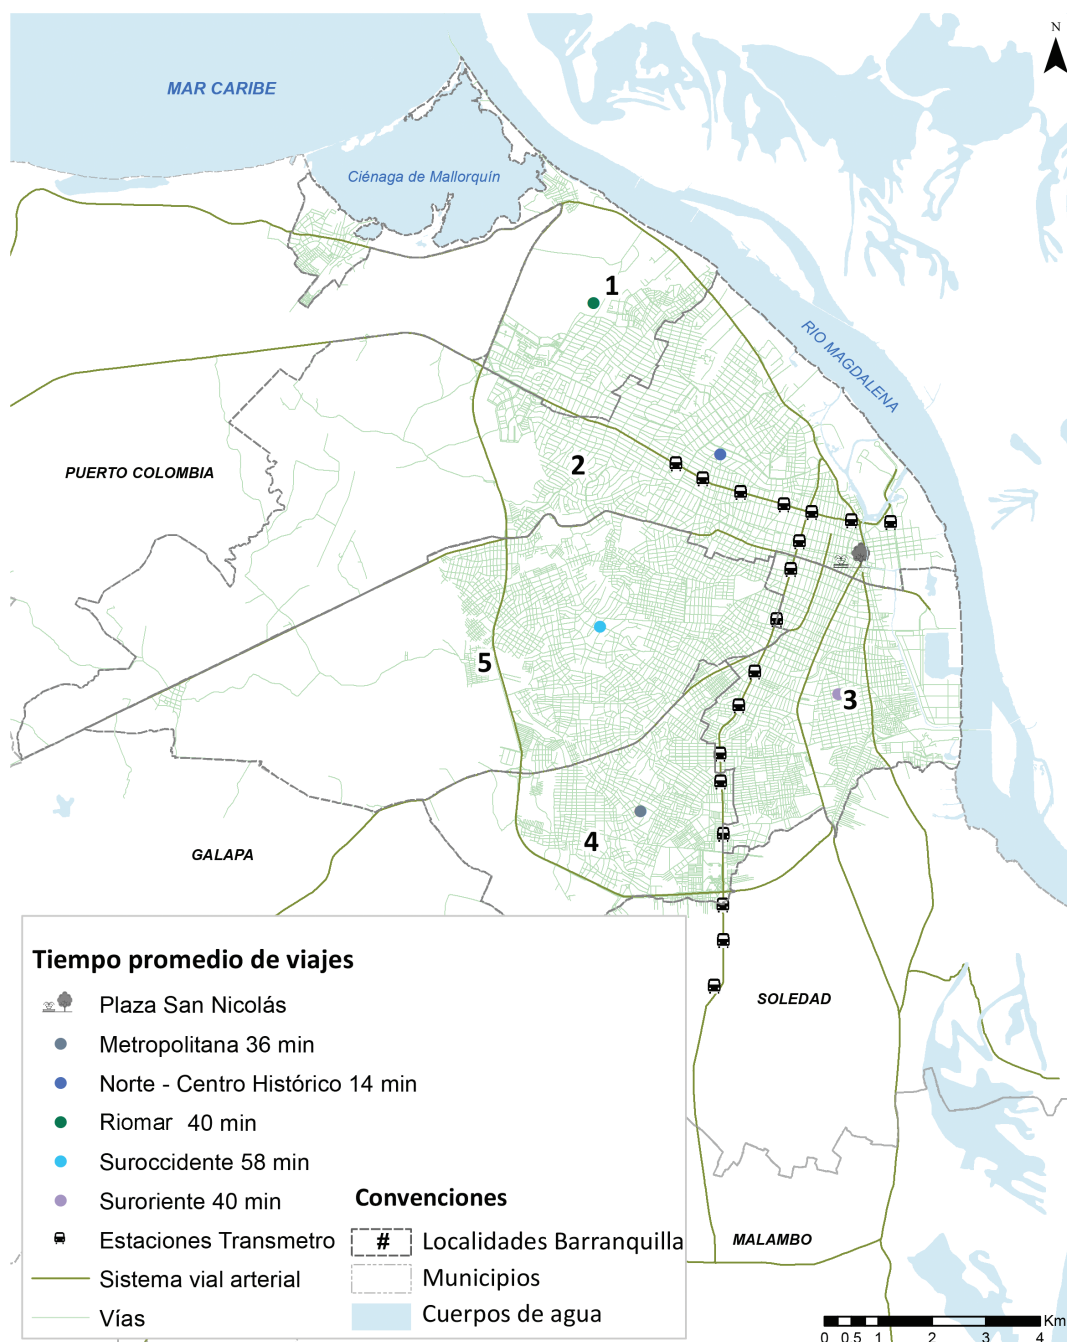 N
MAR CARIBE
Ciénaga de Mallorquín
1
RIO MAGDALENA
PUERTO COLOMBIA
2
5
3
4
GALAPA
SOLEDAD
MALAMBO
Tiempo promedio de viajes
Plaza San Nicolás
Metropolitana 36 min
Norte - Centro Histórico 14 min
Riomar 40 min
Suroccidente 58 min
Suroriente 40 min
Estaciones Transmetro
Sistema vial arterial
Vías
Convenciones
# Localidades Barranquilla
Municipios
Cuerpos de agua
Km
0 0.5 1 2 3 4